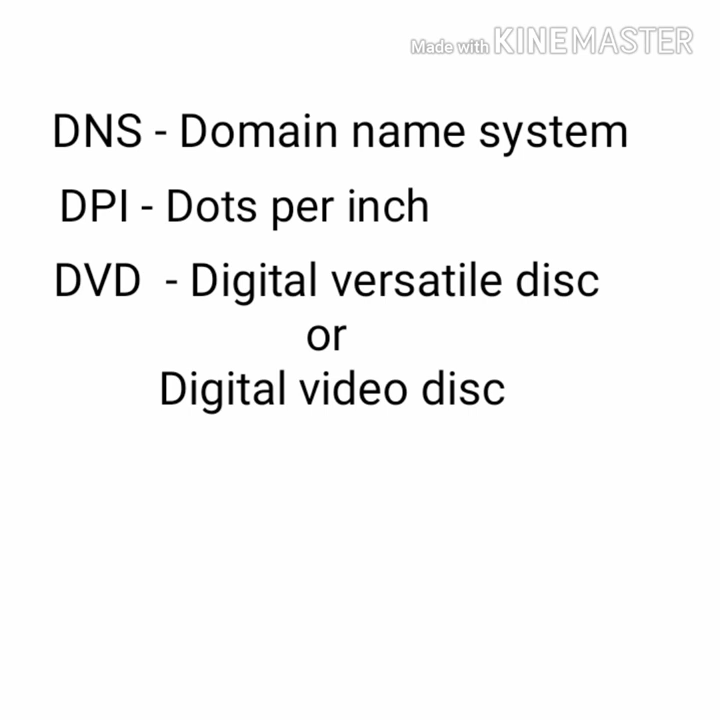 Made with KINEMASTER
DNS - Domain name system
DPI - Dots per inch
DVD - Digital versatile disc
or
Digital video disc